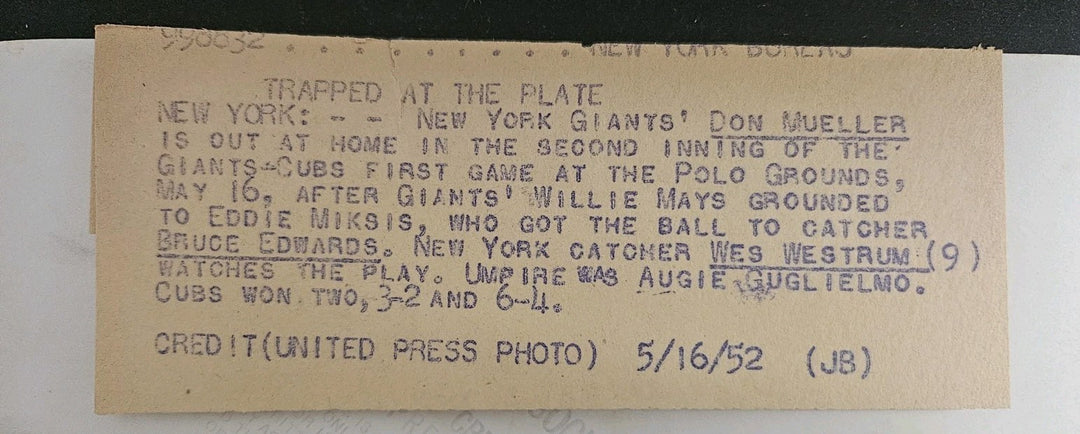 998832 . . . . . . . . . NEW YORK BUREAU
TRAPPED AT THE PLATE
NEW YORK: - - NEW YORK GIANTS' DON MUELLER
IS OUT AT HOME IN THE SECOND INNING OF THE
GIANTS-CUBS FIRST GAME AT THE POLO GROUNDS,
MAY 16, AFTER GIANTS' WILLIE MAYS GROUNDED
TO EDDIE MIKSIS, WHO GOT THE BALL TO CATCHER
BRUCE EDWARDS. NEW YORK CATCHER WES WESTRUM (9)
WATCHES THE PLAY. UMPIRE WAS AUGIE GUGLIELMO.
CUBS WON TWO, 3-2 AND 6-4.
CREDIT(UNITED PRESS PHOTO) 5/16/52 (JB)